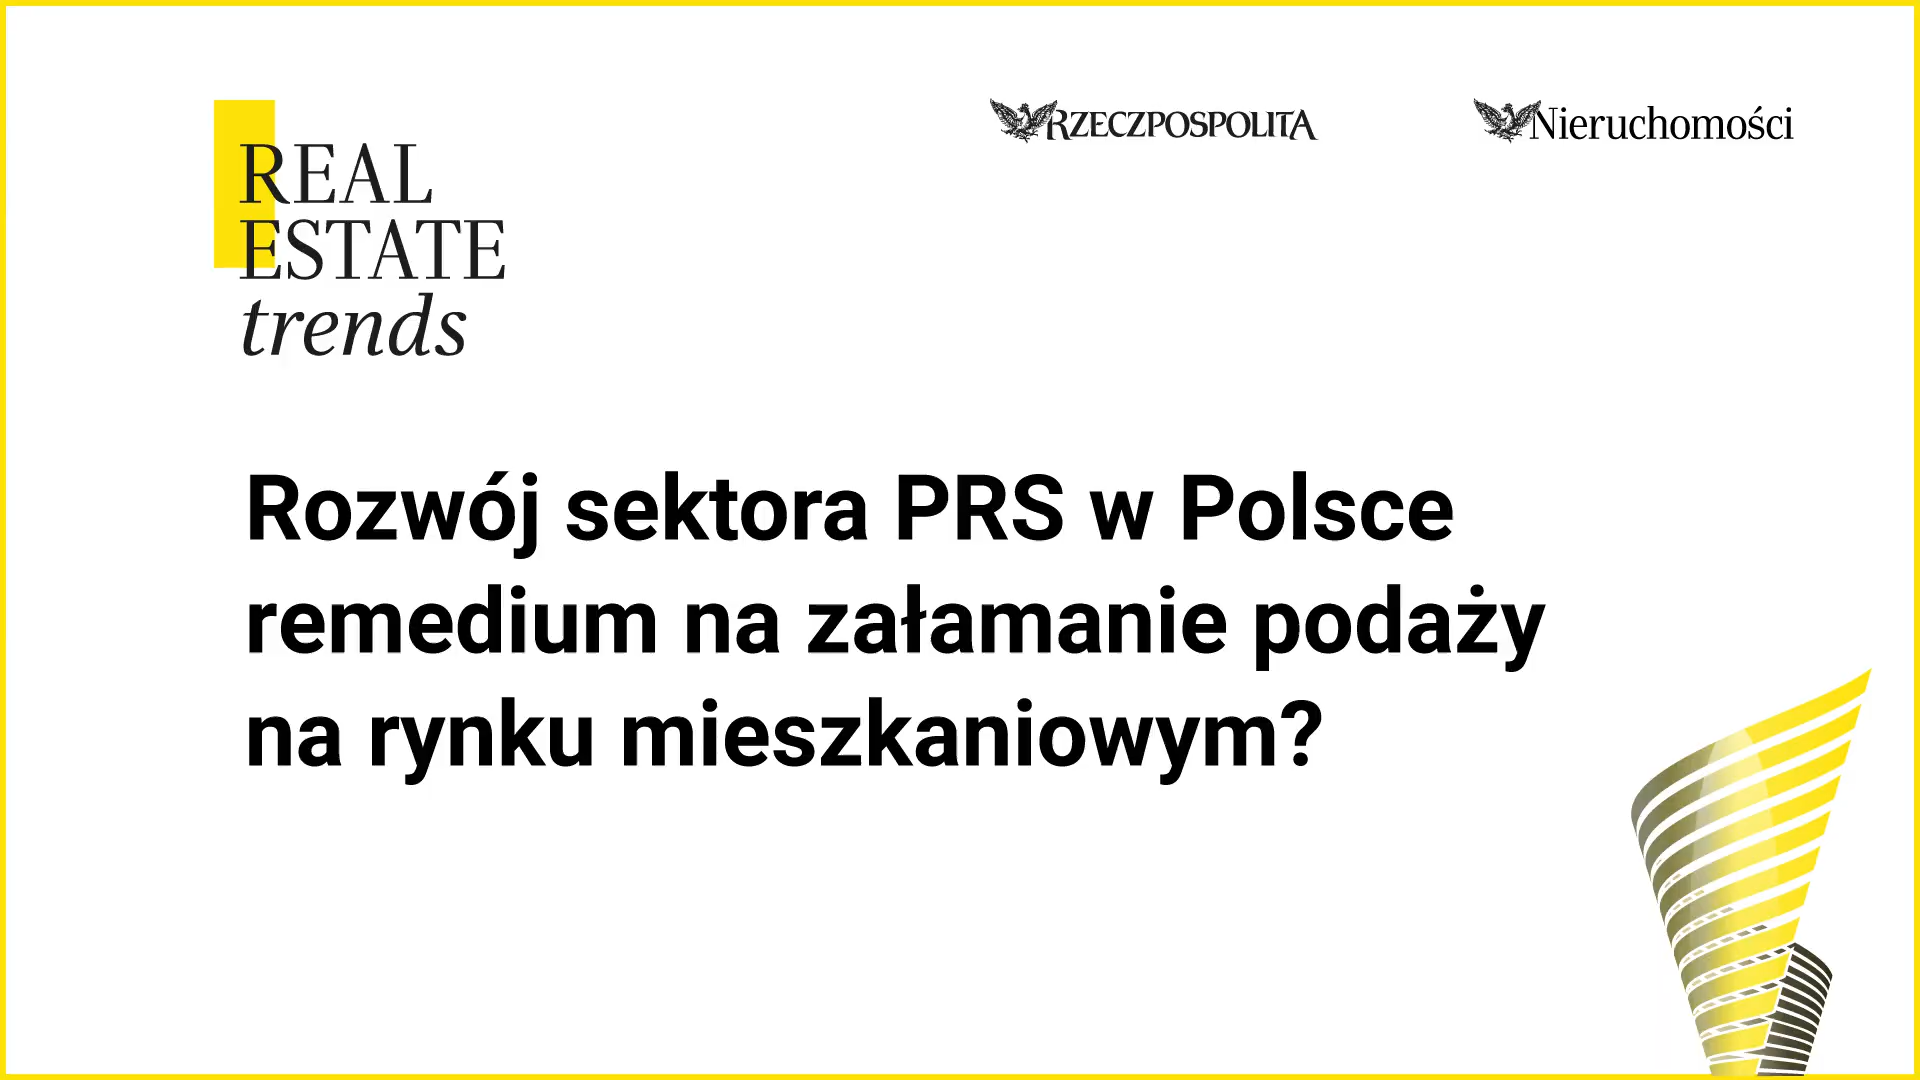 REAL
ESTATE
trends
RZECZPOSPOLITA
Nieruchomości
Rozwój sektora PRS w Polsce
remedium na załamanie podaży
na rynku mieszkaniowym?